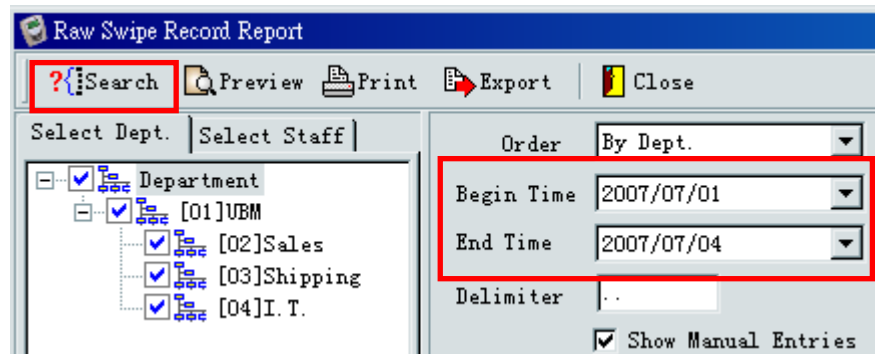 Raw Swipe Record Report
?{Search Preview Print Export Close
Select Dept. Select Staff
Department
[01]UBM
[02]Sales
[03]Shipping
[04]I.T.
Order By Dept.
Begin Time 2007/07/01
End Time 2007/07/04
Delimiter ..
Show Manual Entries